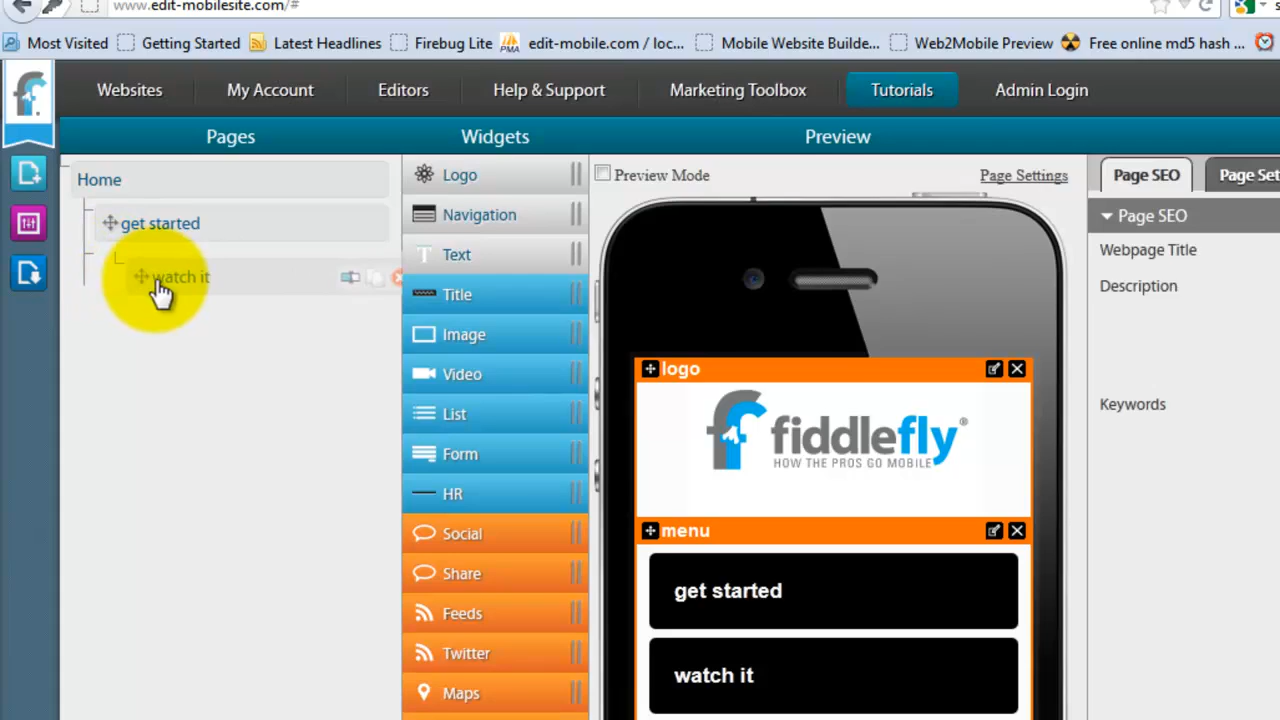 www.edit-mobilesite.com/#
Most Visited Getting Started Latest Headlines Firebug Lite PMA edit-mobile.com / loc... Mobile Website Builde... Web2Mobile Preview Free online md5 hash ...
Websites My Account Editors Help & Support Marketing Toolbox Tutorials Admin Login
Pages Widgets Preview
Home
get started
watch it
Logo
Navigation
Text
Title
Image
Video
List
Form
HR
Social
Share
Feeds
Twitter
Maps
Preview Mode Page Settings
logo
fiddlefly®
HOW THE PROS GO MOBILE
menu
get started
watch it
Page SEO Page Set
Page SEO
Webpage Title
Description
Keywords